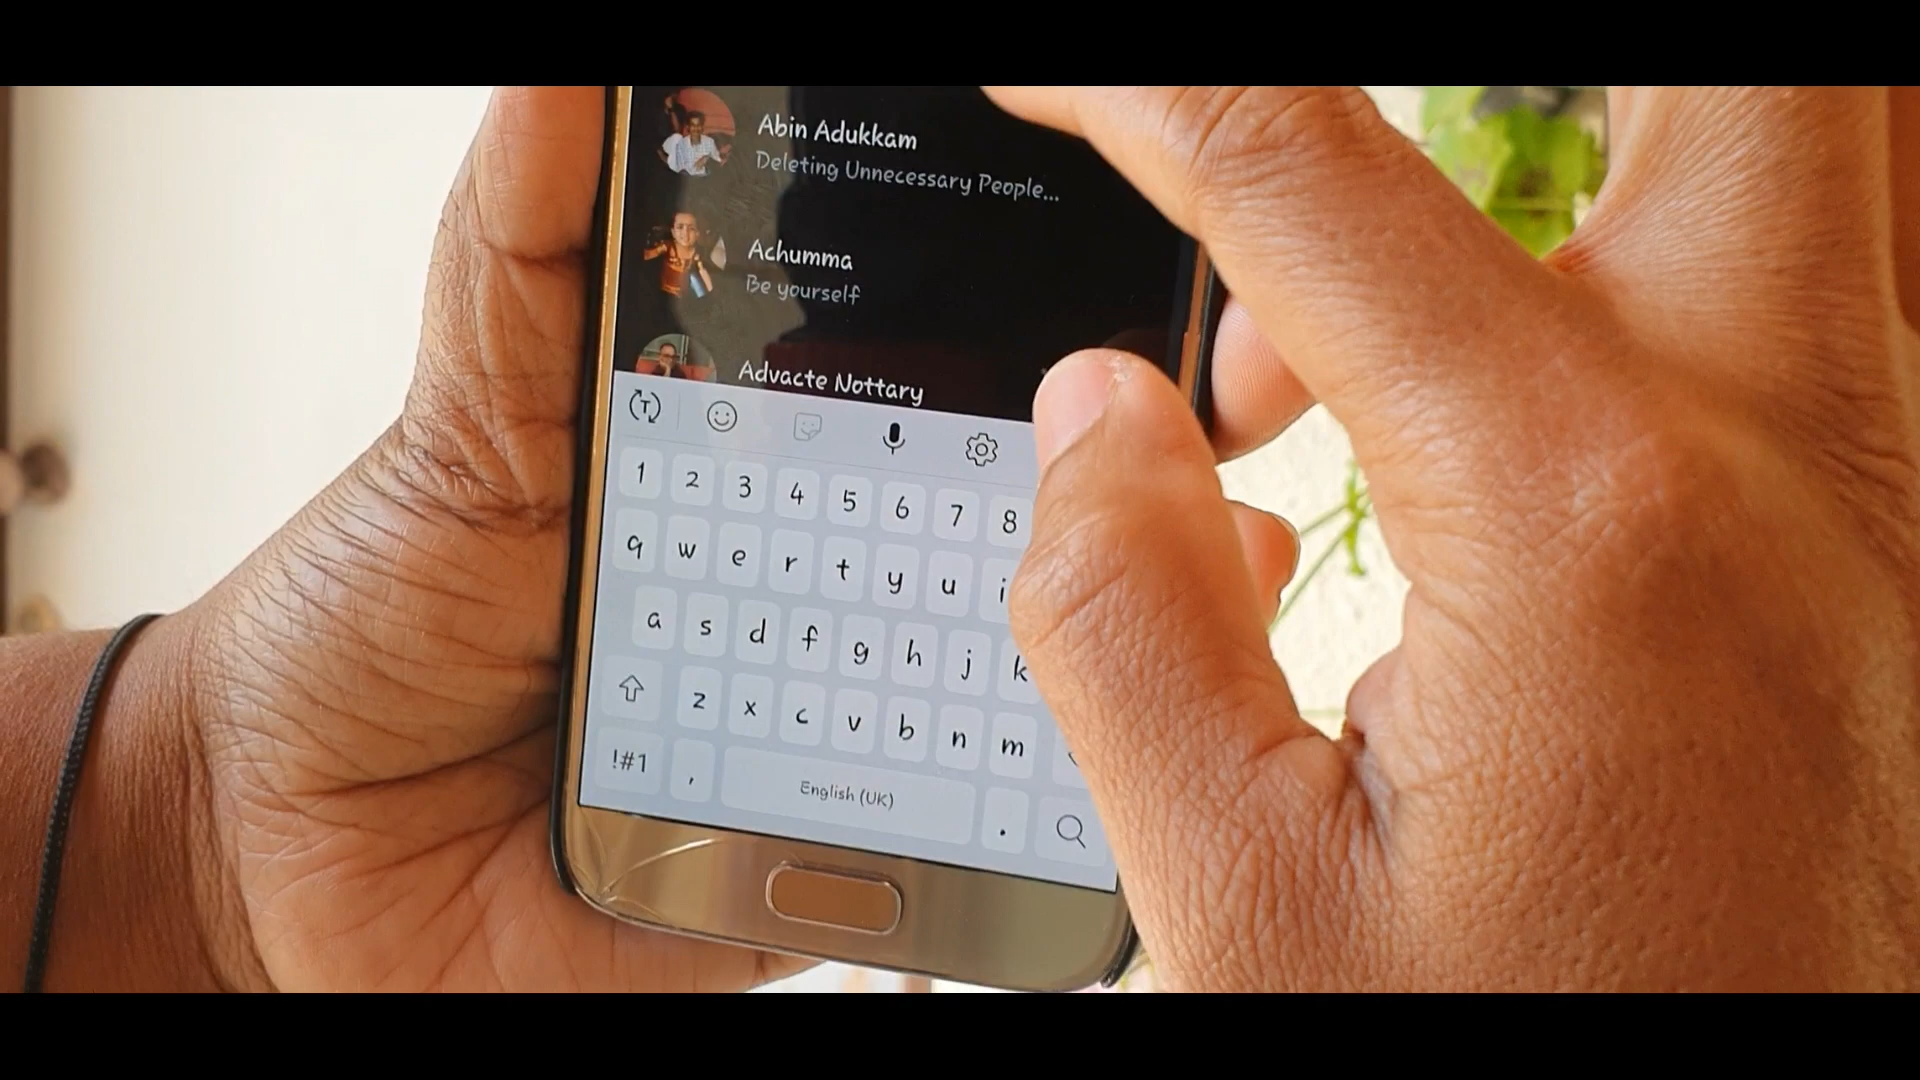 Abin Adukkam
Deleting Unnecessary People...
Achumma
Be yourself
Advacte Nottary
T
1 2 3 4 5 6 7 8
q w e r t y u i
a s d f g h j k
z x c v b n m
!#1 , English (UK) .